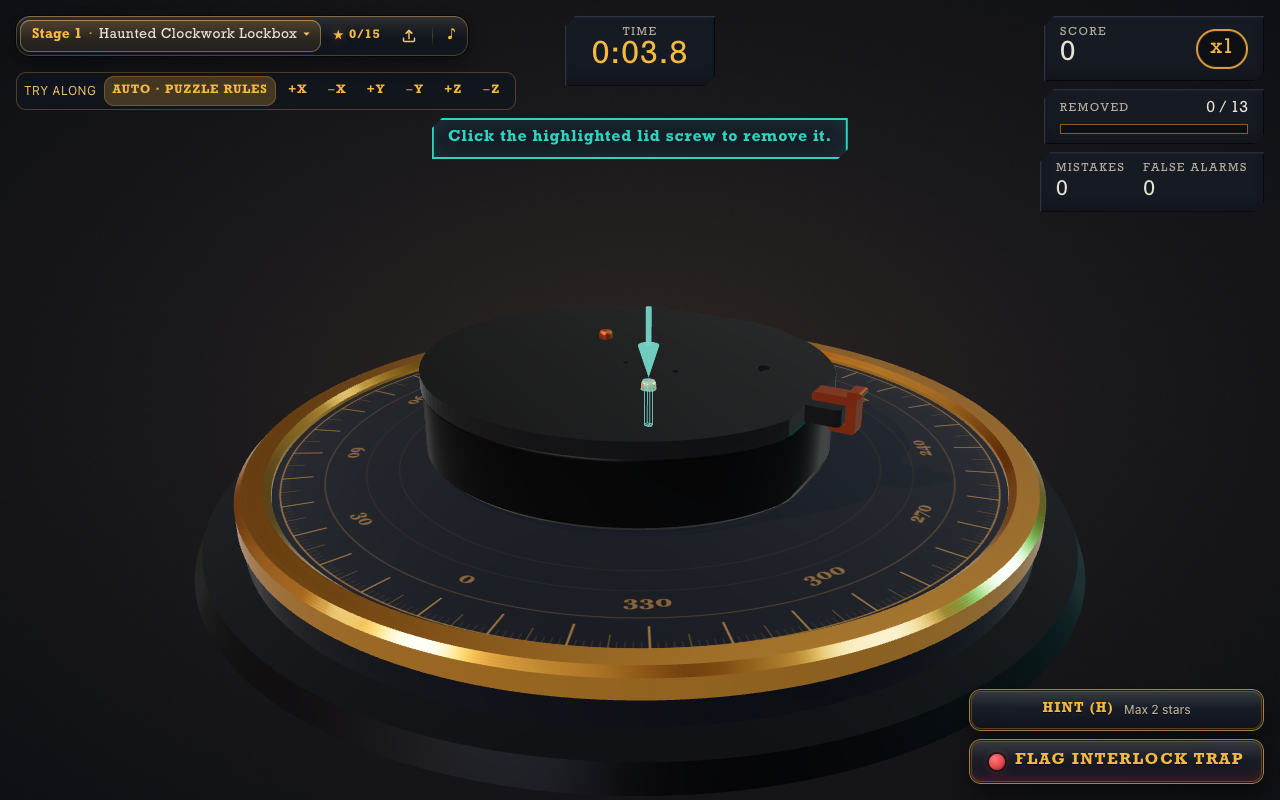 Stage 1 · Haunted Clockwork Lockbox ★ 0/15 ♪
TRY ALONG AUTO · PUZZLE RULES +X −X +Y −Y +Z −Z
TIME
0:03.8
Click the highlighted lid screw to remove it.
SCORE
0
x1
REMOVED 0 / 13
MISTAKES FALSE ALARMS
0 0
60
30
0
330
300
270
240
HINT (H) Max 2 stars
FLAG INTERLOCK TRAP